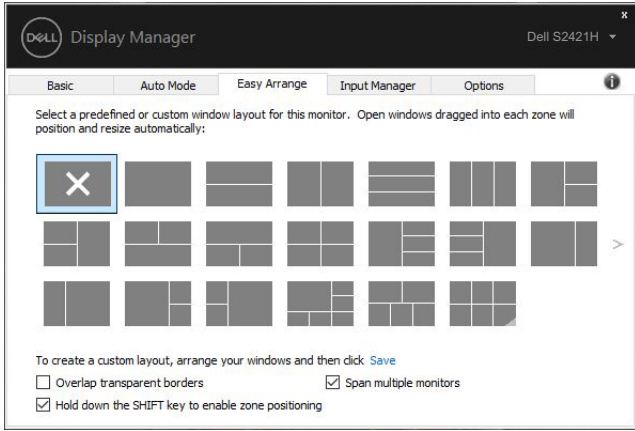 x
DELL Display Manager
Dell S2421H
Basic Auto Mode Easy Arrange Input Manager Options
Select a predefined or custom window layout for this monitor. Open windows dragged into each zone will
position and resize automatically:
To create a custom layout, arrange your windows and then click Save
Overlap transparent borders Span multiple monitors
Hold down the SHIFT key to enable zone positioning